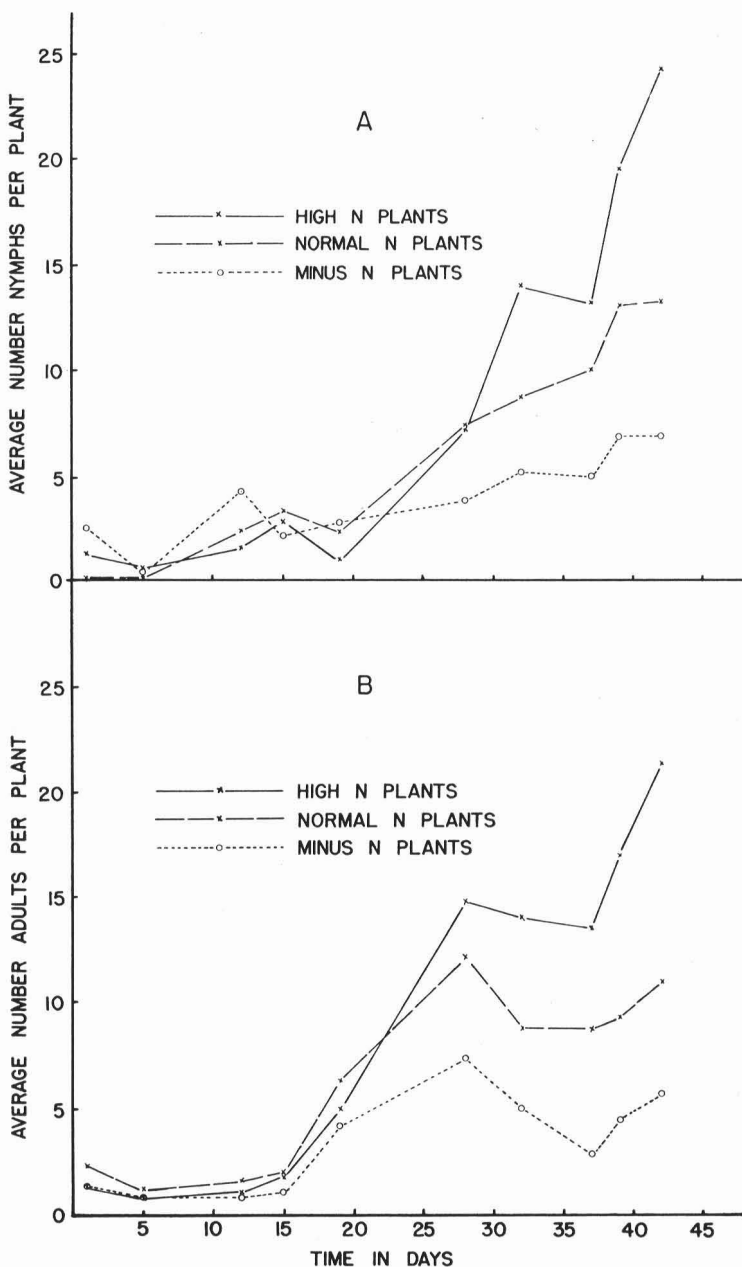 AVERAGE NUMBER NYMPHS PER PLANT
25
20
15
10
5
0
A
HIGH N PLANTS
NORMAL N PLANTS
MINUS N PLANTS
AVERAGE NUMBER ADULTS PER PLANT
25
20
15
10
5
0
B
HIGH N PLANTS
NORMAL N PLANTS
MINUS N PLANTS
5 10 15 20 25 30 35 40 45
TIME IN DAYS